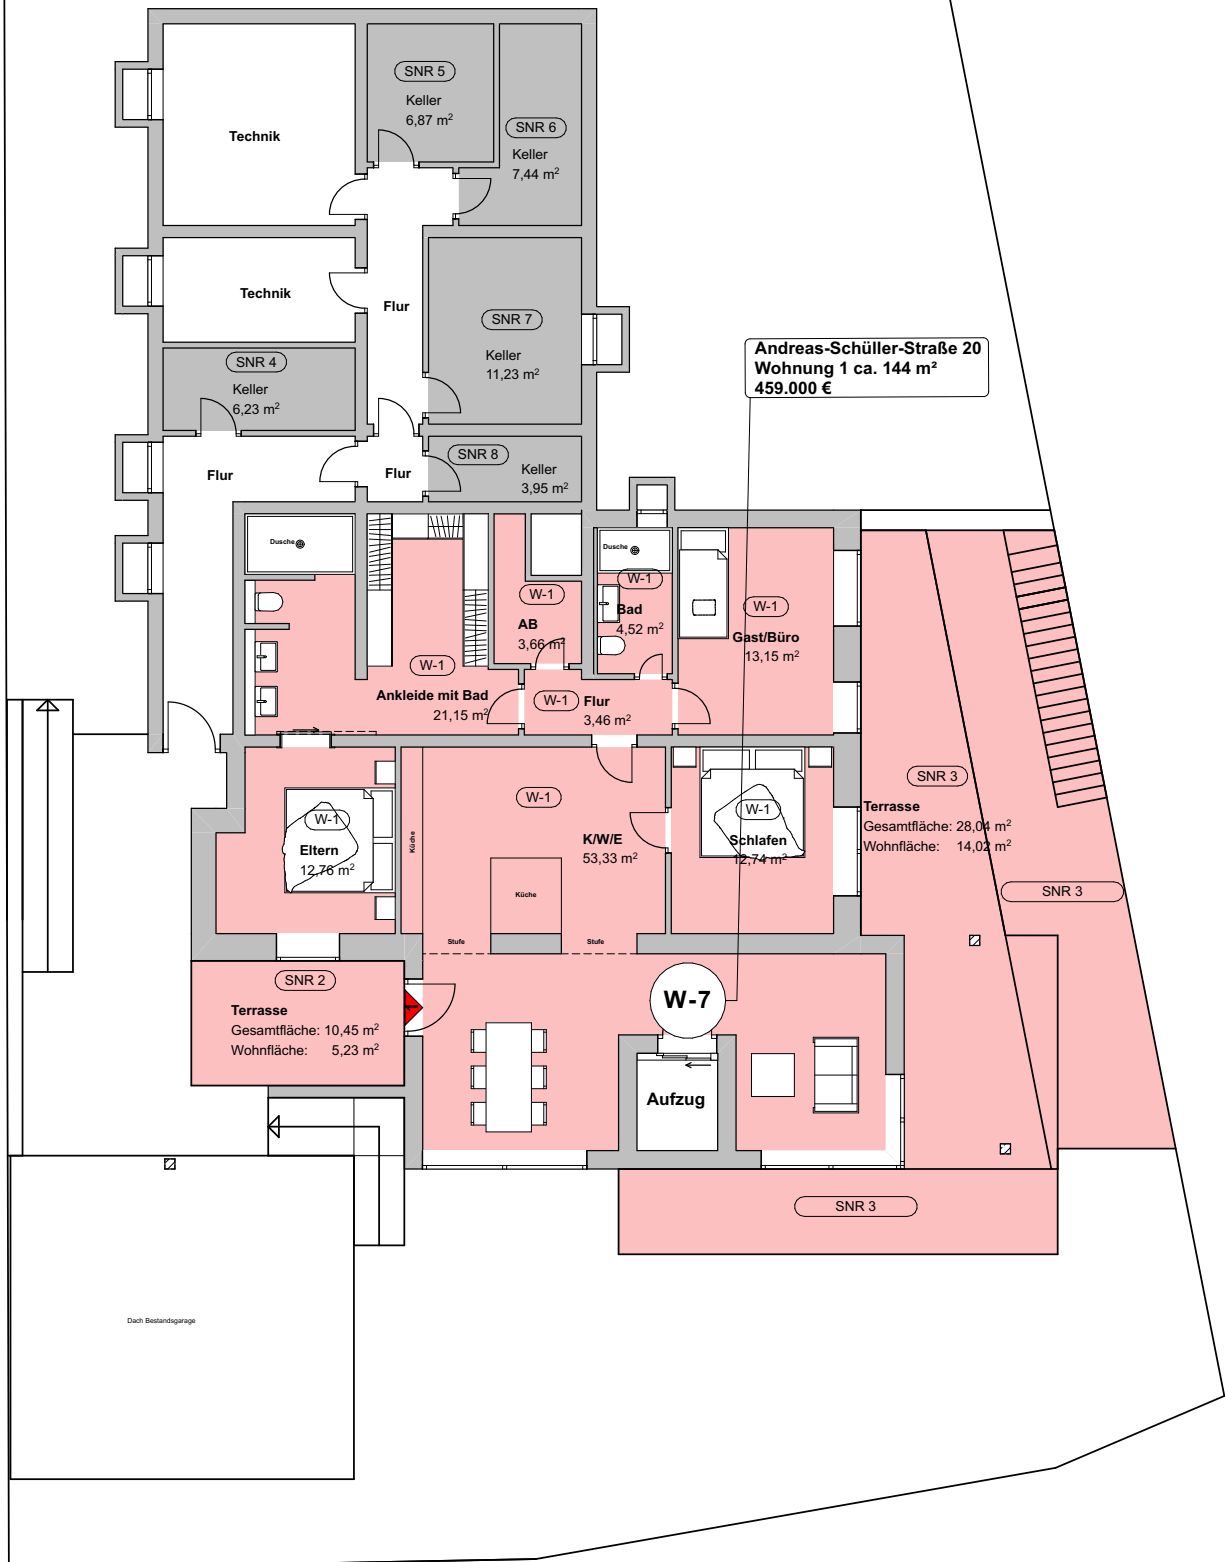 SNR 5
Keller
6,87 m²
SNR 6
Keller
7,44 m²
Technik
Technik
Flur
SNR 7
Keller
11,23 m²
SNR 4
Keller
6,23 m²
Andreas-Schüller-Straße 20
Wohnung 1 ca. 144 m²
459.000 €
Flur
Flur
SNR 8
Keller
3,95 m²
Dusche
Dusche
W-1
AB
3,66 m²
W-1
Bad
4,52 m²
W-1
Gast/Büro
13,15 m²
W-1
Ankleide mit Bad
21,15 m²
W-1
Flur
3,46 m²
W-1
Eltern
12,76 m²
Küche
W-1
K/W/E
53,33 m²
Küche
Stufe
Stufe
W-1
Schlafen
12,74 m²
SNR 3
Terrasse
Gesamtfläche: 28,04 m²
Wohnfläche: 14,02 m²
SNR 3
SNR 2
Terrasse
Gesamtfläche: 10,45 m²
Wohnfläche: 5,23 m²
1
W-7
Aufzug
SNR 3
Dach Bestandsgarage